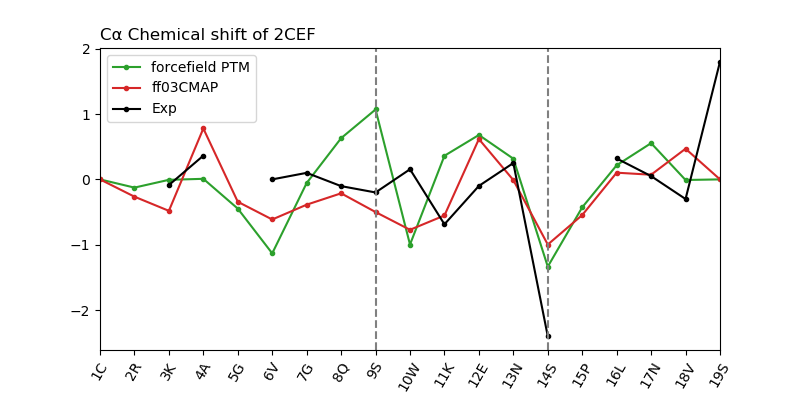 Cα Chemical shift of 2CEF
2
1
0
−1
−2
forcefield PTM
ff03CMAP
Exp
1C
2R
3K
4A
5G
6V
7G
8Q
9S
10W
11K
12E
13N
14S
15P
16L
17N
18V
19S